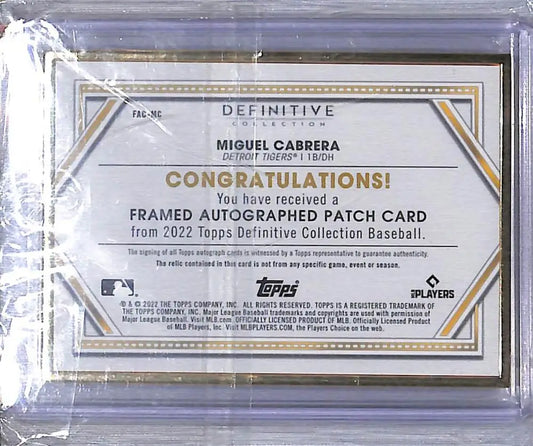 FAC-MC
DEFINITIVE
COLLECTION
MIGUEL CABRERA
DETROIT TIGERS® | 1B/DH
CONGRATULATIONS!
You have received a
FRAMED AUTOGRAPHED PATCH CARD
from 2022 Topps Definitive Collection Baseball.
The signing of all Topps autograph cards is witnessed by a Topps representative to guarantee authenticity.
The relic contained in this card is not from any specific game, event or season.
Topps
MLB PLAYERS
® & © 2022 THE TOPPS COMPANY, INC. ALL RIGHTS RESERVED. TOPPS IS A REGISTERED TRADEMARK OF
THE TOPPS COMPANY, INC. Major League Baseball trademarks and copyrights are used with permission of
Major League Baseball. Visit MLB.com. OFFICIALLY LICENSED PRODUCT OF MLB. Officially Licensed Product
of MLB Players, Inc. Visit MLBPLAYERS.COM, the Players Choice on the web.